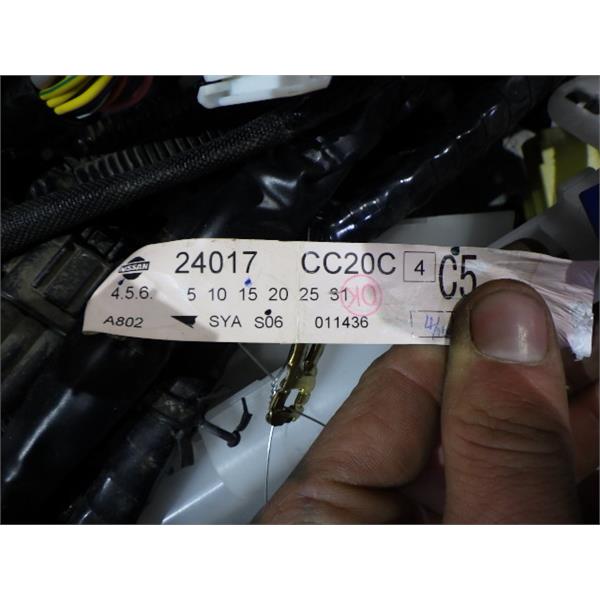 NISSAN 24017 CC20C 4 C5
4.5.6. 5 10 15 20 25 31 OK
A802 SYA S06 011436